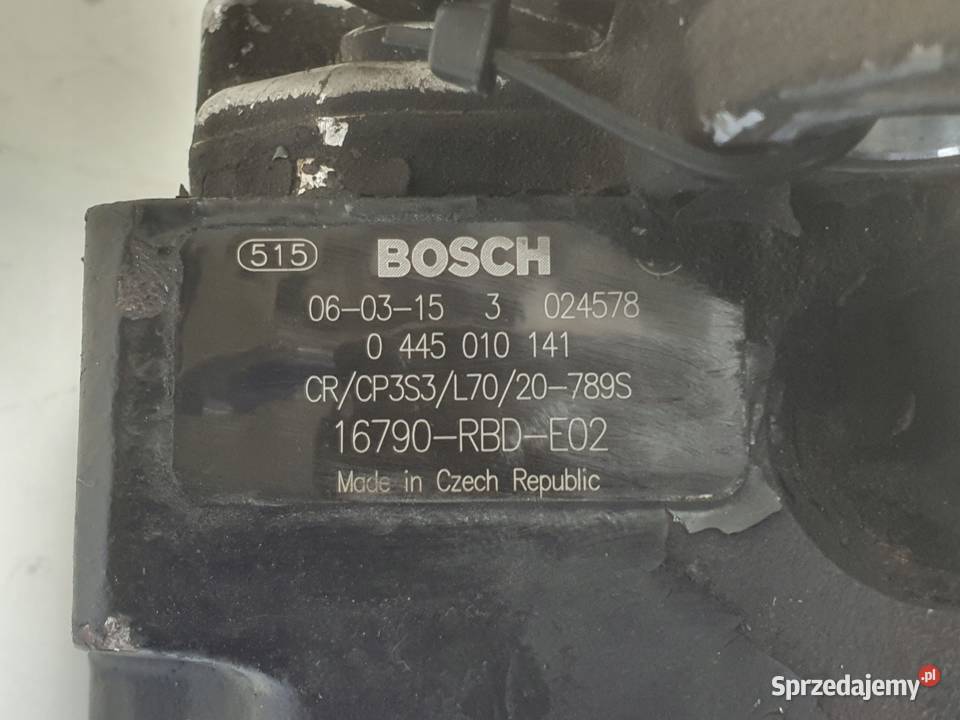 515 BOSCH
06-03-15 3 024578
0 445 010 141
CR/CP3S3/L70/20-789S
16790-RBD-E02
Made in Czech Republic
Sprzedajemy.pl